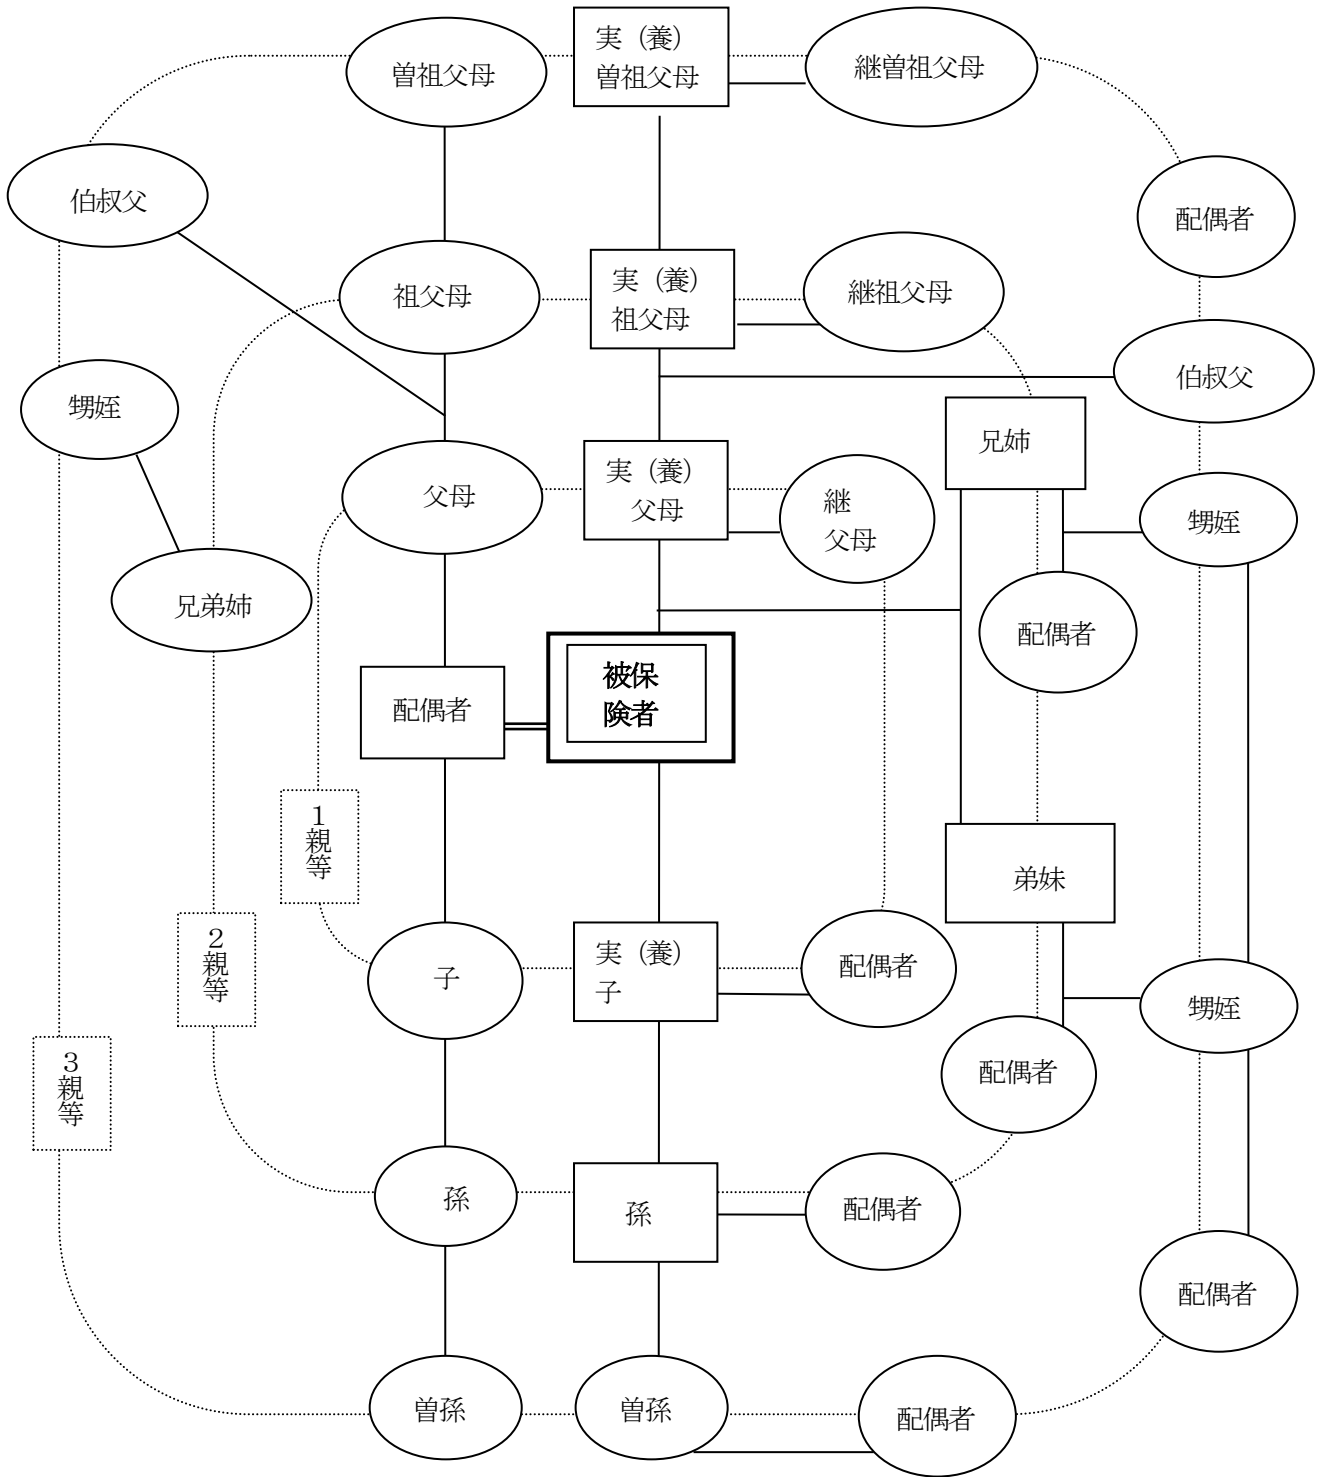 実（養）
曽祖父母
曽祖父母
継曽祖父母
伯叔父
配偶者
祖父母
実（養）
祖父母
継祖父母
伯叔父
甥姪
兄姉
父母
実（養）
父母
継
父母
甥姪
兄弟姉
配偶者
配偶者
被保
険者
１親等
弟妹
２親等
子
実（養）
子
配偶者
甥姪
３親等
配偶者
孫
孫
配偶者
配偶者
曽孫
曽孫
配偶者